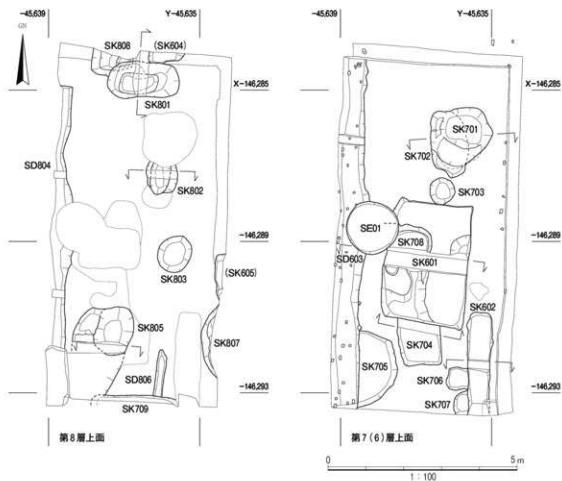 -45,639
Y-45,635
GN
SK808
(SK604)
X-146,285
SK801
SD804
SK802
-146,289
SK803
(SK605)
SK805
SK807
SD806
-146,293
SK709
第8層上面
-45,639
Y-45,635
X-146,285
SK701
SK702
SK703
SE01
SK708
-146,289
SD603
SK601
SK602
SK704
SK705
SK706
-146,293
SK707
第7(6)層上面
0
5m
1:100